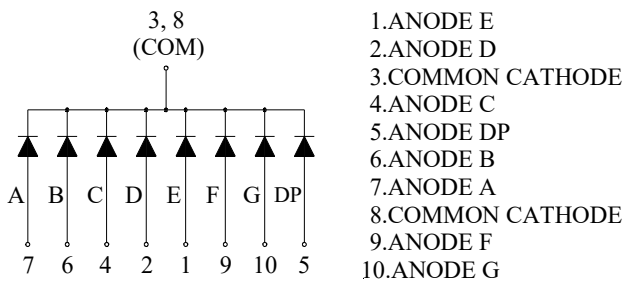 3, 8
(COM)
A B C D E F G DP
7 6 4 2 1 9 10 5
1.ANODE E
2.ANODE D
3.COMMON CATHODE
4.ANODE C
5.ANODE DP
6.ANODE B
7.ANODE A
8.COMMON CATHODE
9.ANODE F
10.ANODE G